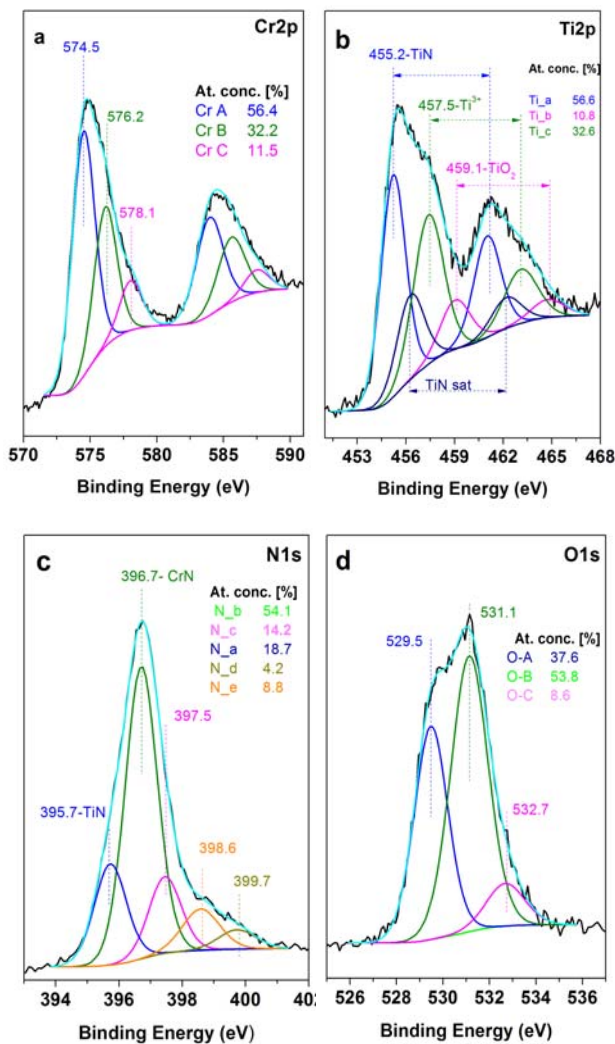 a
Cr2p
574.5
At. conc. [%]
Cr A 56.4
Cr B 32.2
Cr C 11.5
576.2
578.1
570 575 580 585 590
Binding Energy (eV)
b
Ti2p
455.2-TiN
At. conc. [%]
Ti_a 56.6
Ti_b 10.8
Ti_c 32.6
457.5-Ti³⁺
459.1-TiO₂
TiN sat
453 456 459 462 465 468
Binding Energy (eV)
c
N1s
396.7- CrN
At. conc. [%]
N_b 54.1
N_c 14.2
N_a 18.7
N_d 4.2
N_e 8.8
397.5
395.7-TiN
398.6
399.7
394 396 398 400 402
Binding Energy (eV)
d
O1s
531.1
529.5
At. conc. [%]
O-A 37.6
O-B 53.8
O-C 8.6
532.7
526 528 530 532 534 536
Binding Energy (eV)